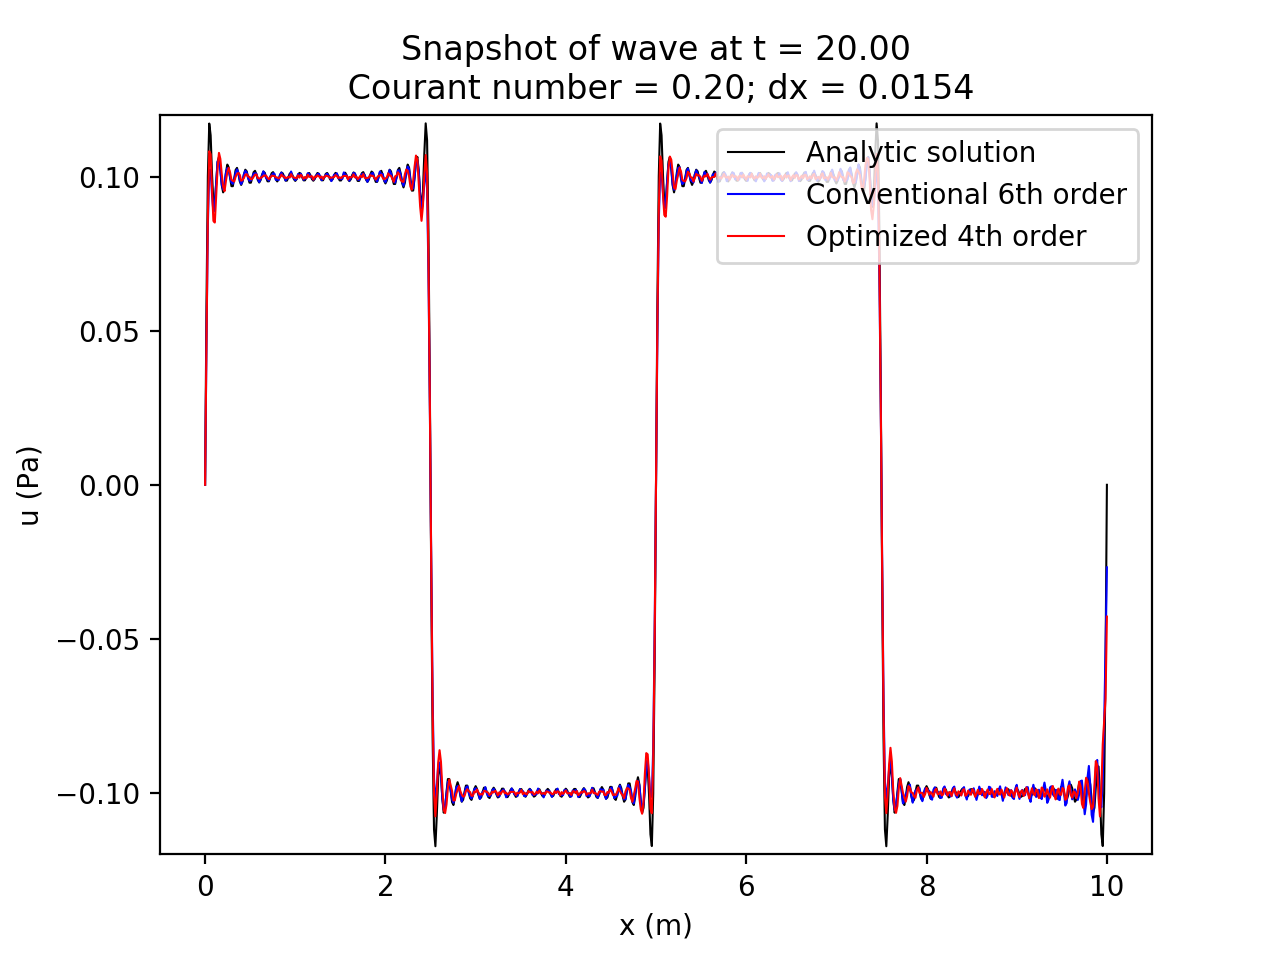 Snapshot of wave at t = 20.00
Courant number = 0.20; dx = 0.0154
Analytic solution
Conventional 6th order
Optimized 4th order
0.10
0.05
0.00
−0.05
−0.10
u (Pa)
0 2 4 6 8 10
x (m)